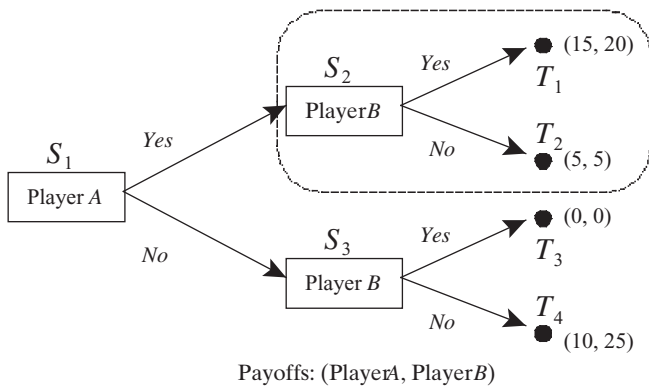 (15, 20)
S2
Yes
T1
Player B
T2
Yes
No
(5, 5)
S1
Player A
(0, 0)
S3
Yes
T3
No
Player B
No
T4
(10, 25)
Payoffs: (PlayerA, PlayerB)